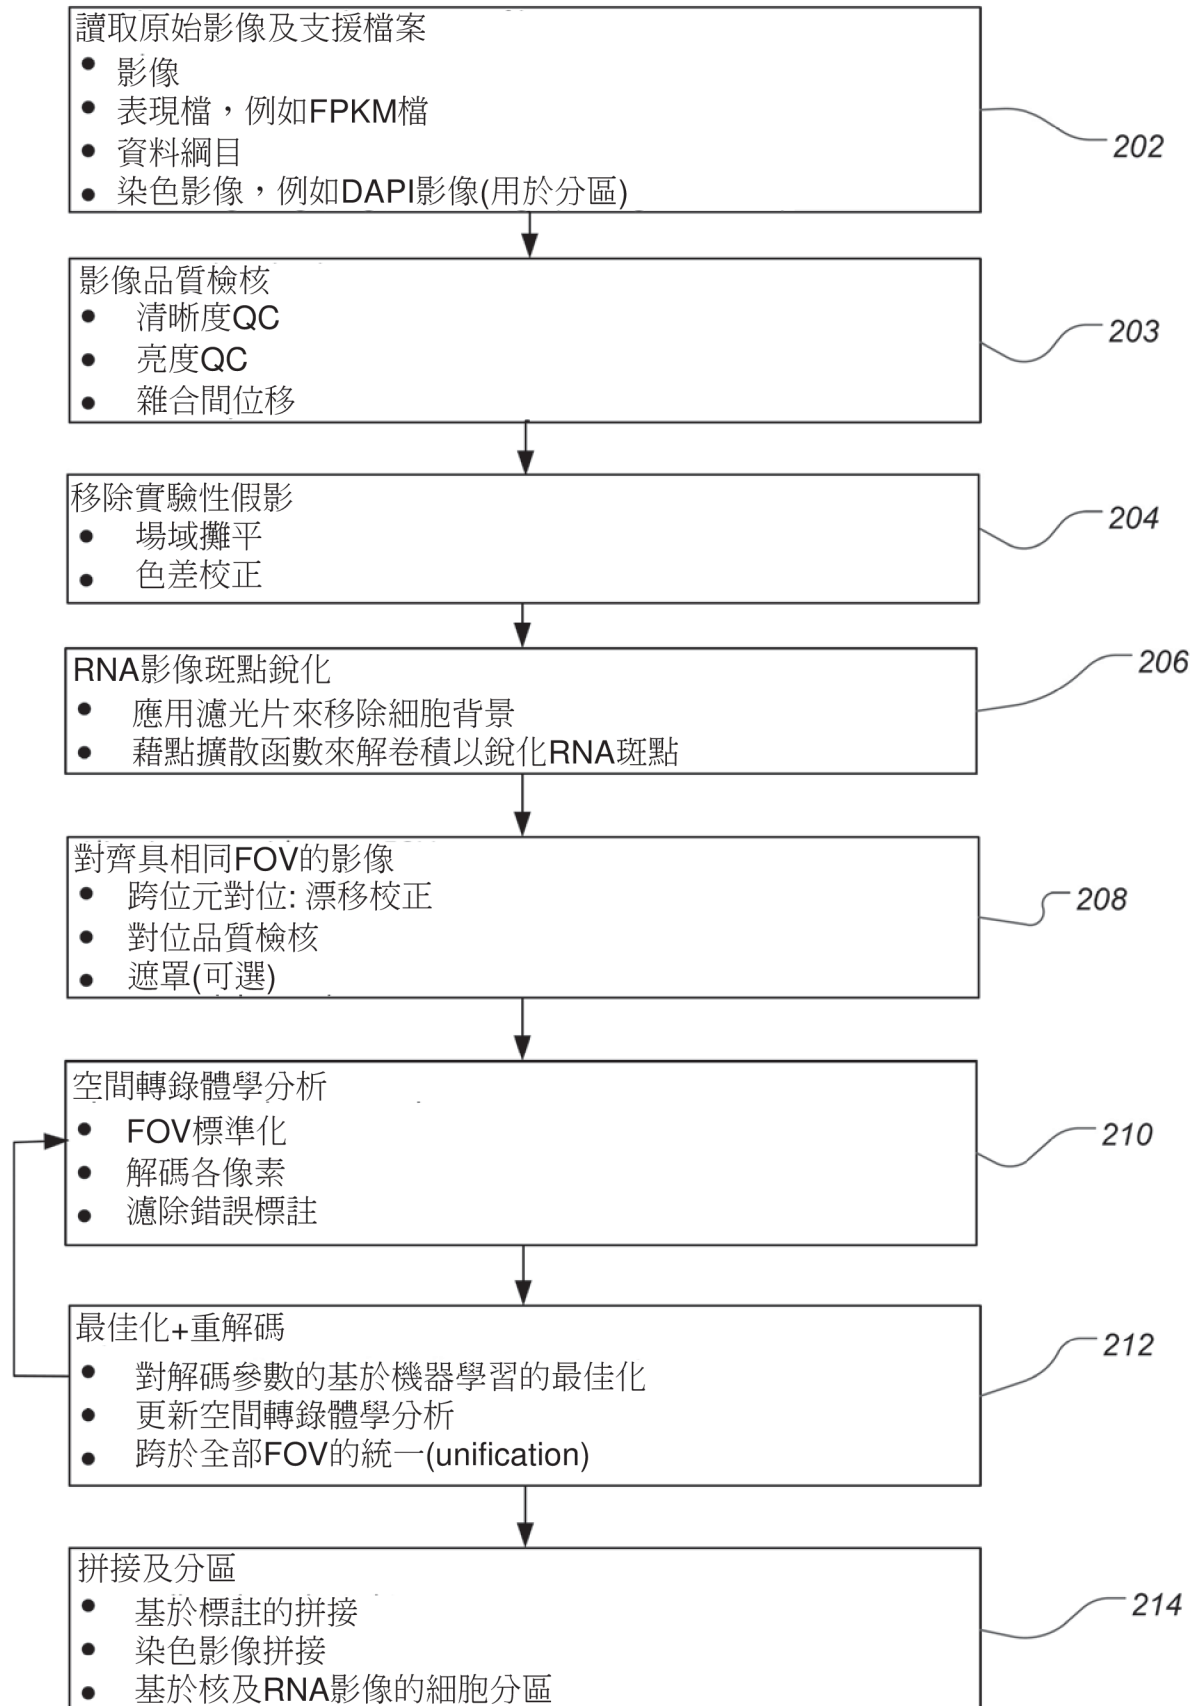 讀取原始影像及支援檔案
● 影像
● 表現檔，例如FPKM檔
● 資料綱目
● 染色影像，例如DAPI影像(用於分區)
202
影像品質檢核
● 清晰度QC
● 亮度QC
● 雜合間位移
203
移除實驗性假影
● 場域攤平
● 色差校正
204
RNA影像斑點銳化
● 應用濾光片來移除細胞背景
● 藉點擴散函數來解卷積以銳化RNA斑點
206
對齊具相同FOV的影像
● 跨位元對位: 漂移校正
● 對位品質檢核
● 遮罩(可選)
208
空間轉錄體學分析
● FOV標準化
● 解碼各像素
● 濾除錯誤標註
210
最佳化+重解碼
● 對解碼參數的基於機器學習的最佳化
● 更新空間轉錄體學分析
● 跨於全部FOV的統一(unification)
212
拼接及分區
● 基於標註的拼接
● 染色影像拼接
● 基於核及RNA影像的細胞分區
214